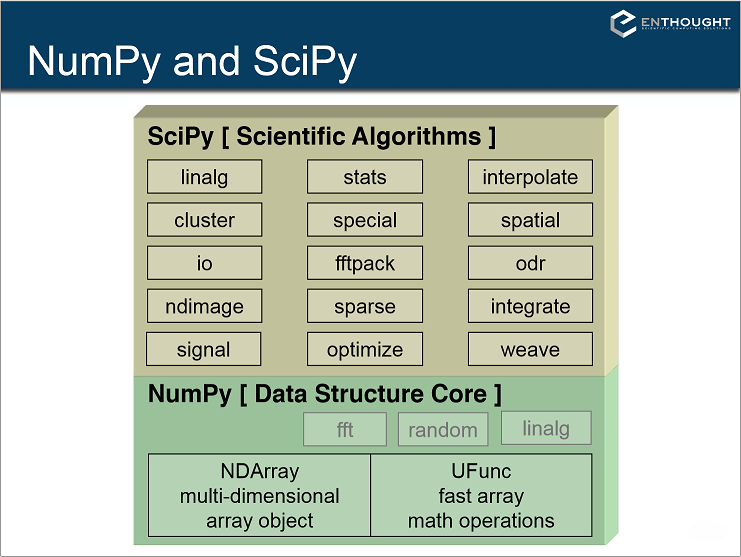 ENTHOUGHT
SCIENTIFIC COMPUTING SOLUTIONS
NumPy and SciPy
SciPy [ Scientific Algorithms ]
linalg stats interpolate
cluster special spatial
io fftpack odr
ndimage sparse integrate
signal optimize weave
NumPy [ Data Structure Core ]
fft random linalg
NDArray
multi-dimensional
array object
UFunc
fast array
math operations